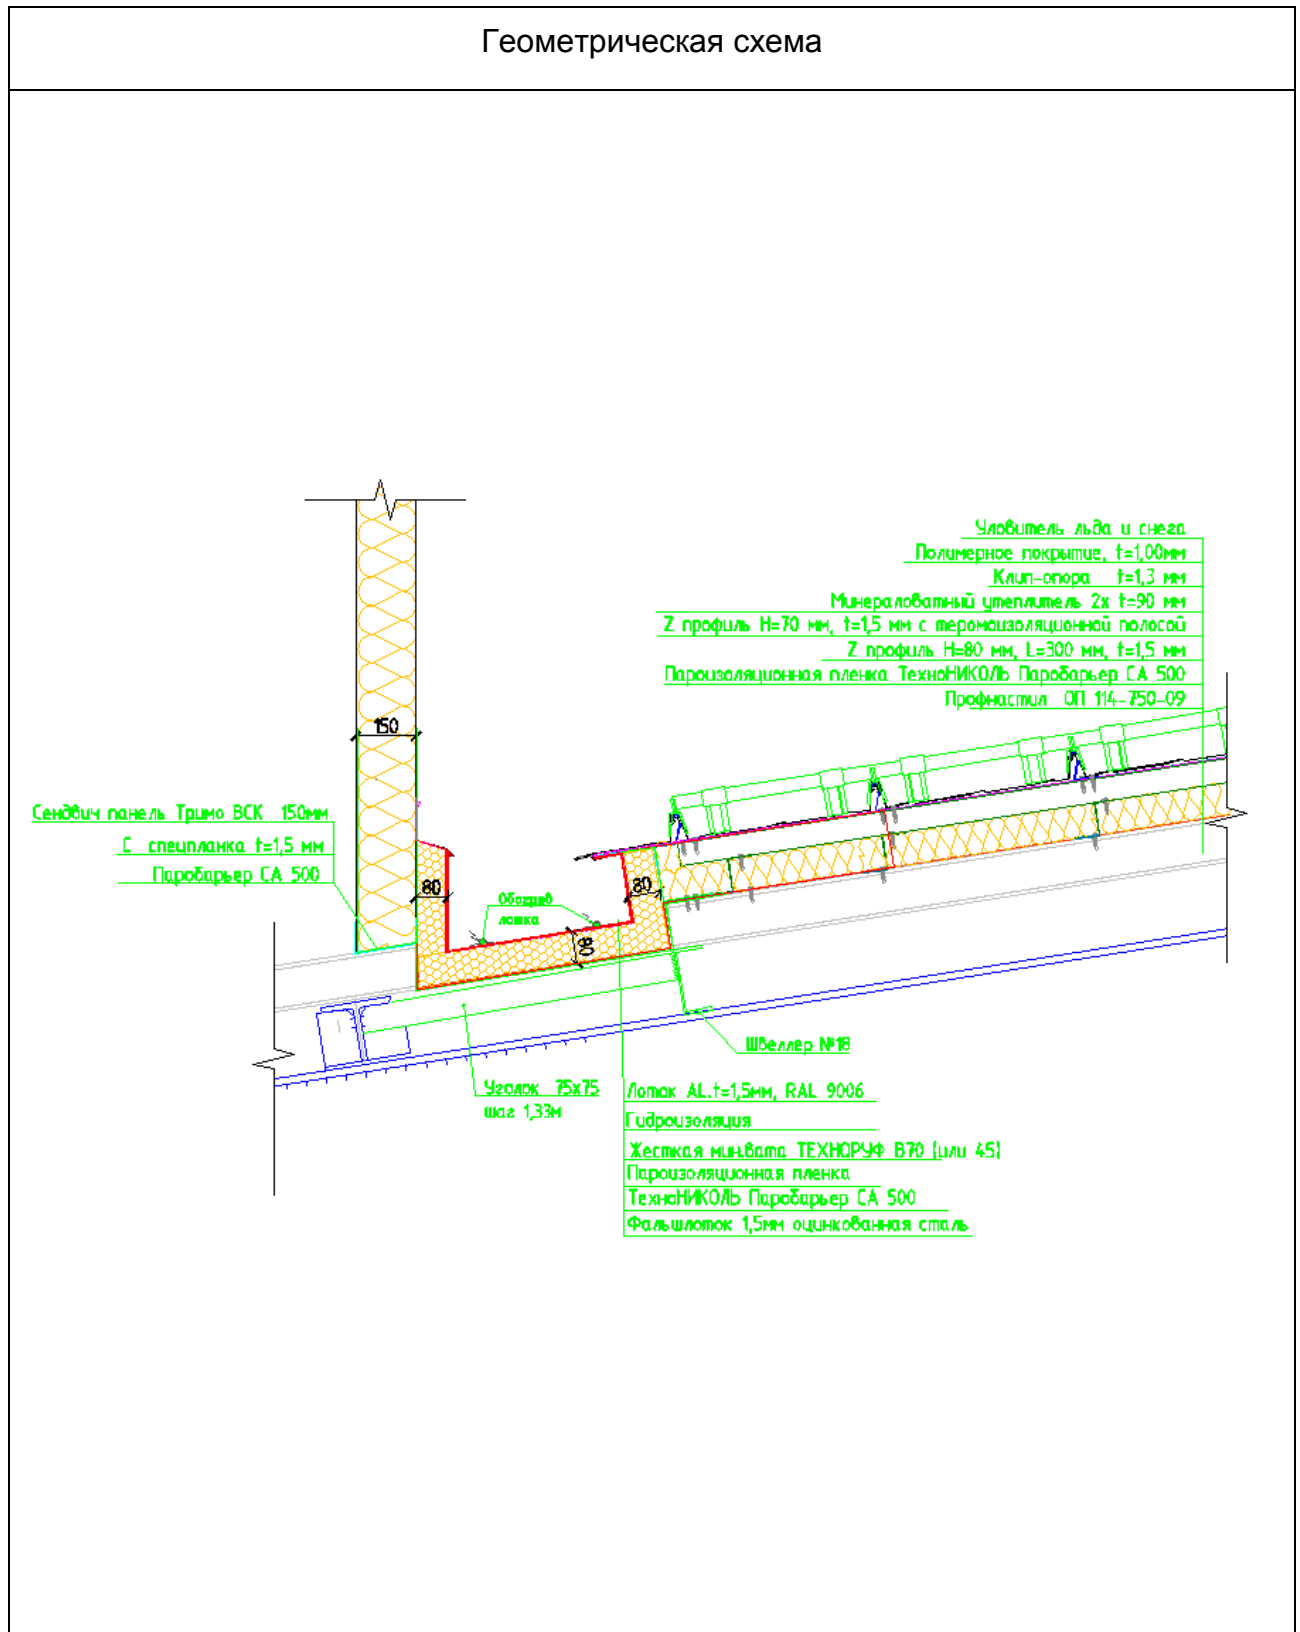 Геометрическая схема
Уловитель льда и снега
Полимерное покрытие, t=1,00мм
Клип-опора t=1,3 мм
Минераловатный утеплитель 2х t=90 мм
Z профиль H=70 мм, t=1,5 мм с теромоизоляционной полосой
Z профиль H=80 мм, L=300 мм, t=1,5 мм
Пароизоляционная пленка ТехноНИКОЛЬ Паробарьер СА 500
Профнастил ОП 114-750-09
150
Сендвич панель Тримо ВСК 150мм
С спецпланка t=1,5 мм
Паробарьер СА 500
80
Обогрев
лотка
80
80
Швеллер №18
Уголок 75х75
шаг 1,33м
Лоток AL.t=1,5мм, RAL 9006
Гидроизоляция
Жесткая мин.вата ТЕХНОРУФ В70 (или 45)
Пароизоляционная пленка
ТехноНИКОЛЬ Паробарьер СА 500
Фальшлоток 1,5мм оцинкованная сталь